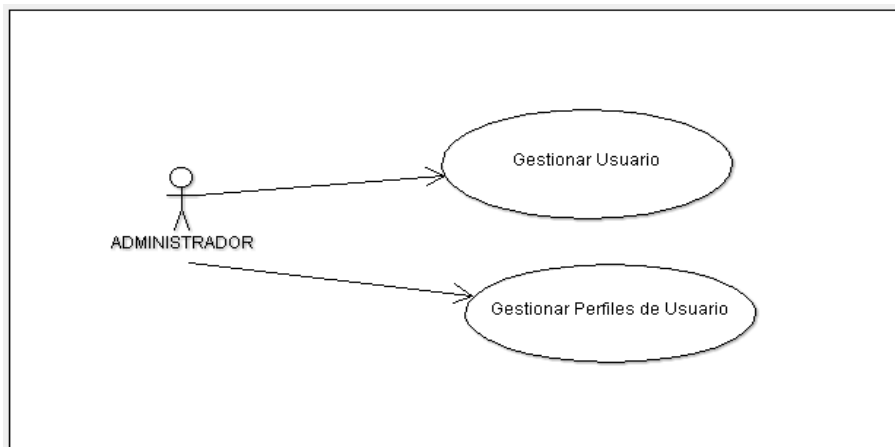 Gestionar Usuario
ADMINISTRADOR
Gestionar Perfiles de Usuario